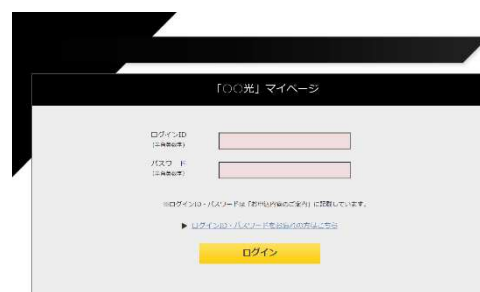 「○○光」マイページ
ログインID
(半角英数字)
パスワード
(半角英数字)
※ログインID・パスワードは「お申込内容のご案内」に記載しています。
▶ ログインID・パスワードをお忘れの方はこちら
ログイン